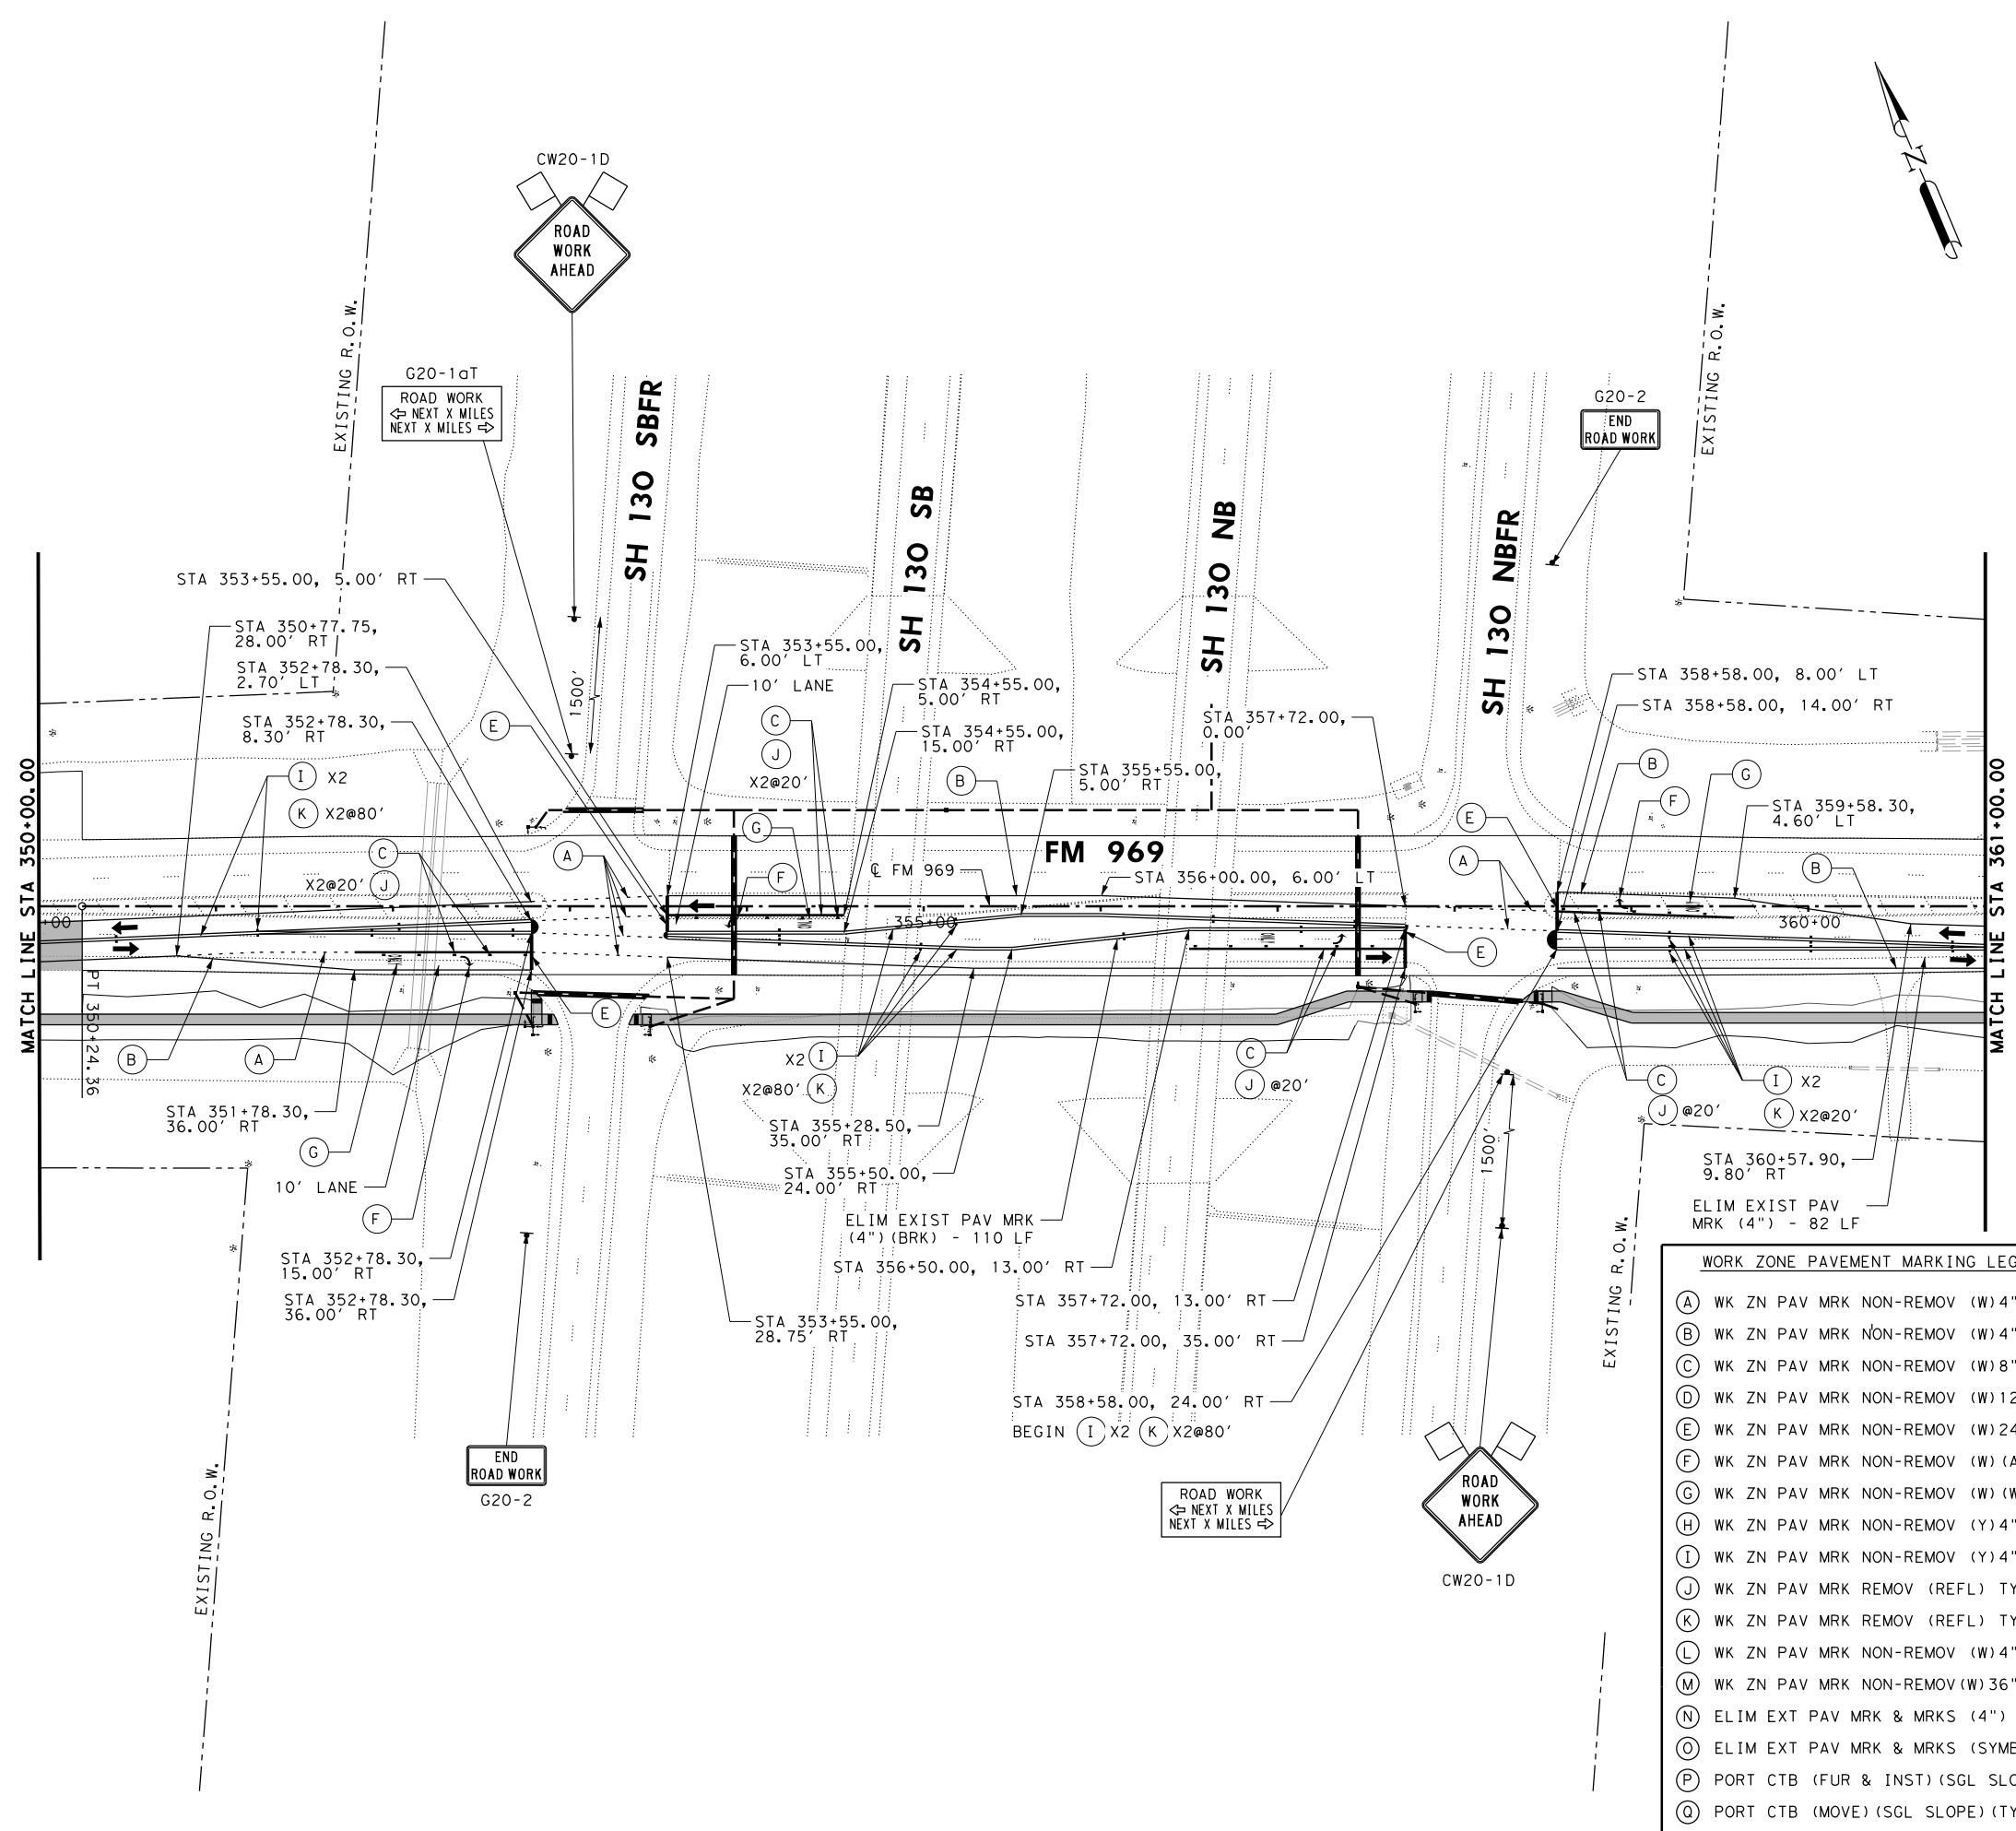 CW20-1D
ROAD
WORK
AHEAD
N
EXISTING R.O.W.
EXISTING R.O.W.
G20-1aT
ROAD WORK
⇦ NEXT X MILES
NEXT X MILES ⇨
SH 130 SBFR
SH 130 SB
SH 130 NB
SH 130 NBFR
G20-2
END
ROAD WORK
STA 353+55.00, 5.00' RT
STA 350+77.75,
28.00' RT
STA 352+78.30,
2.70' LT
STA 352+78.30,
8.30' RT
E
1500'
STA 353+55.00,
6.00' LT
10' LANE
C
J
X2@20'
STA 354+55.00,
5.00' RT
STA 354+55.00,
15.00' RT
B
STA 355+55.00,
5.00' RT
STA 357+72.00,
0.00'
STA 358+58.00, 8.00' LT
STA 358+58.00, 14.00' RT
B
G
F
STA 359+58.30,
4.60' LT
MATCH LINE STA 350+00.00
MATCH LINE STA 361+00.00
I X2
K X2@80'
C
X2@20' J
A
G
F
FM 969
℄ FM 969
STA 356+00.00, 6.00' LT
E
A
B
+00
355+00
360+00
E
E
PT 350+24.36
B
A
STA 351+78.30,
36.00' RT
G
10' LANE
F
STA 352+78.30,
15.00' RT
STA 352+78.30,
36.00' RT
X2 I
X2@80' K
STA 355+28.50,
35.00' RT
STA 355+50.00,
24.00' RT
ELIM EXIST PAV MRK
(4")(BRK) - 110 LF
STA 356+50.00, 13.00' RT
STA 353+55.00,
28.75' RT
C
J @20'
STA 357+72.00, 13.00' RT
STA 357+72.00, 35.00' RT
STA 358+58.00, 24.00' RT
BEGIN I X2 K X2@80'
1500'
C
J @20'
I X2
K X2@20'
STA 360+57.90,
9.80' RT
ELIM EXIST PAV
MRK (4") - 82 LF
EXISTING R.O.W.
EXISTING R.O.W.
END
ROAD WORK
G20-2
ROAD WORK
⇦ NEXT X MILES
NEXT X MILES ⇨
ROAD
WORK
AHEAD
CW20-1D
WORK ZONE PAVEMENT MARKING LEG
A WK ZN PAV MRK NON-REMOV (W)4"
B WK ZN PAV MRK NON-REMOV (W)4"
C WK ZN PAV MRK NON-REMOV (W)8"
D WK ZN PAV MRK NON-REMOV (W)12
E WK ZN PAV MRK NON-REMOV (W)24
F WK ZN PAV MRK NON-REMOV (W)(A
G WK ZN PAV MRK NON-REMOV (W)(W
H WK ZN PAV MRK NON-REMOV (Y)4"
I WK ZN PAV MRK NON-REMOV (Y)4"
J WK ZN PAV MRK REMOV (REFL) TY
K WK ZN PAV MRK REMOV (REFL) TY
L WK ZN PAV MRK NON-REMOV (W)4"
M WK ZN PAV MRK NON-REMOV(W)36"
N ELIM EXT PAV MRK & MRKS (4")
O ELIM EXT PAV MRK & MRKS (SYMB
P PORT CTB (FUR & INST)(SGL SLO
Q PORT CTB (MOVE)(SGL SLOPE)(TY